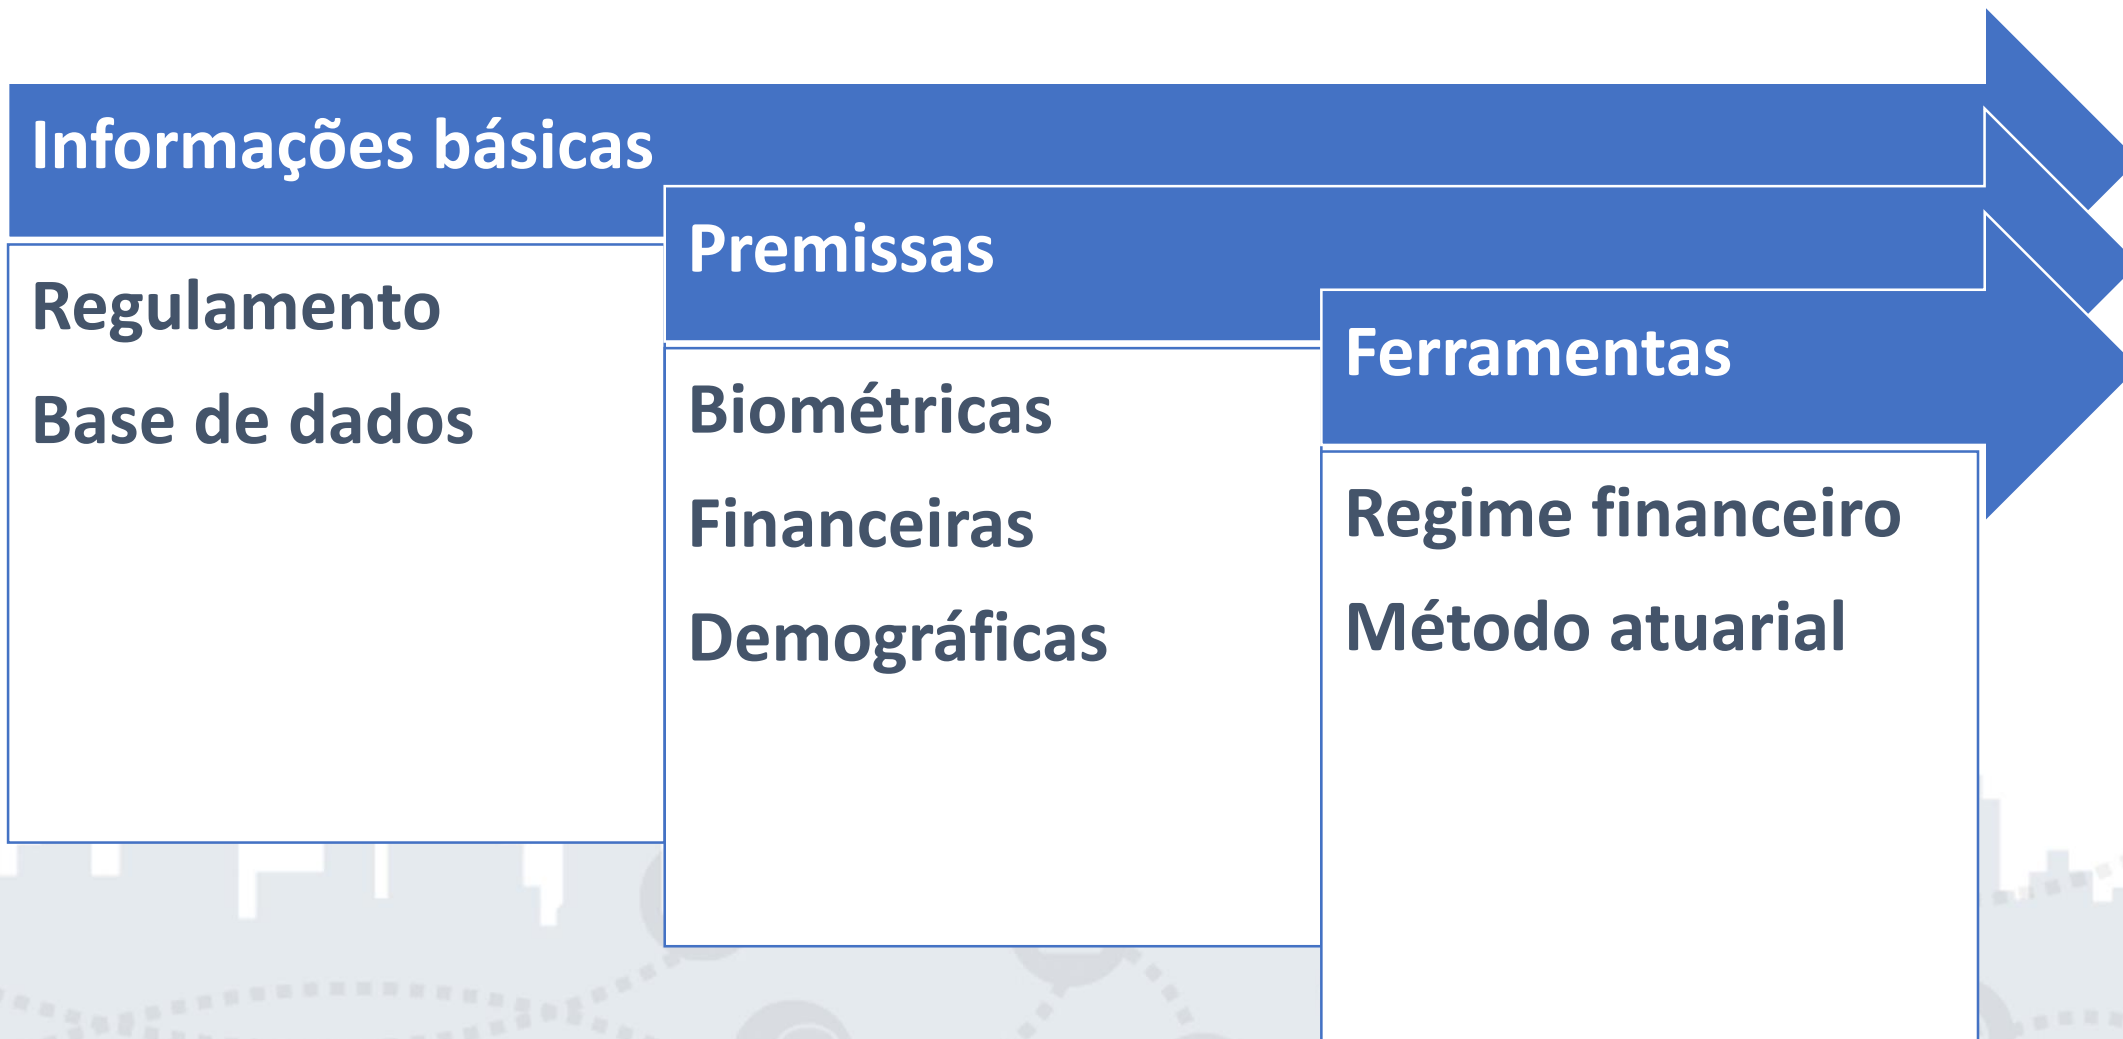 Informações básicas
Regulamento
Base de dados
Premissas
Biométricas
Financeiras
Demográficas
Ferramentas
Regime financeiro
Método atuarial